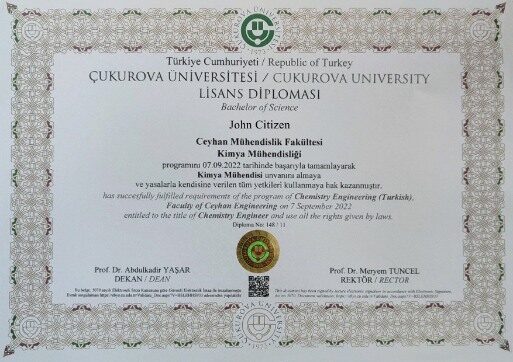 Türkiye Cumhuriyeti / Republic of Turkey
ÇUKUROVA ÜNİVERSİTESİ / CUKUROVA UNIVERSITY
LİSANS DİPLOMASI
Bachelor of Science
John Citizen
Ceyhan Mühendislik Fakültesi
Kimya Mühendisliği
programını 07.09.2022 tarihinde başarıyla tamamlayarak
Kimya Mühendisi unvanını almaya
ve yasalarla kendisine verilen tüm yetkileri kullanmaya hak kazanmıştır.
has succesfully fulfilled requirements of the program of Chemistry Engineering (Turkish),
Faculty of Ceyhan Engineering on 7 September 2022
entitled to the title of Chemistry Engineer and use all the rights given by laws.
Diploma No: 148 / 11
Prof. Dr. Abdulkadir YAŞAR
DEKAN / DEAN
Prof. Dr. Meryem TUNCEL
REKTÖR / RECTOR